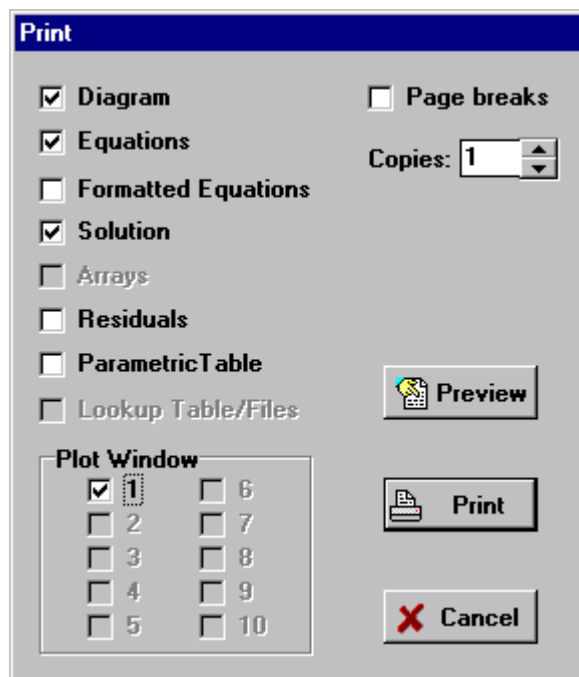 Print
Diagram
Equations
Formatted Equations
Solution
Arrays
Residuals
ParametricTable
Lookup Table/Files
Page breaks
Copies: 1
Plot Window
1 6
2 7
3 8
4 9
5 10
Preview
Print
Cancel